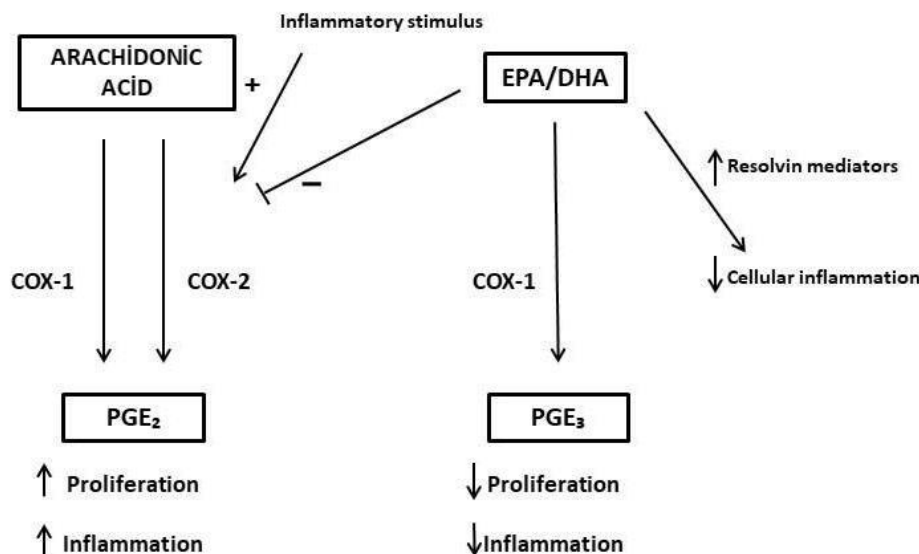 Inflammatory stimulus
ARACHİDONİC
ACİD
+
EPA/DHA
–
↑ Resolvin mediators
↓ Cellular inflammation
COX-1
COX-2
COX-1
PGE₂
PGE₃
↑ Proliferation
↓ Proliferation
↑ Inflammation
↓ Inflammation